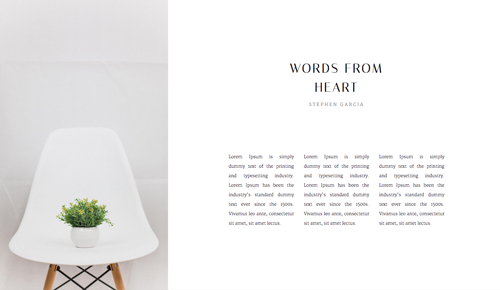 WORDS FROM
HEART
STEPHEN GARCIA
Lorem Ipsum is simply
dummy text of the printing
and typesetting industry.
Lorem Ipsum has been the
industry's standard dummy
text ever since the 1500s.
Vivamus leo ante, consectetur
sit amet, sit amet lectus.
Lorem Ipsum is simply
dummy text of the printing
and typesetting industry.
Lorem Ipsum has been the
industry's standard dummy
text ever since the 1500s.
Vivamus leo ante, consectetur
sit amet, sit amet lectus.
Lorem Ipsum is simply
dummy text of the printing
and typesetting industry.
Lorem Ipsum has been the
industry's standard dummy
text ever since the 1500s.
Vivamus leo ante, consectetur
sit amet, sit amet lectus.